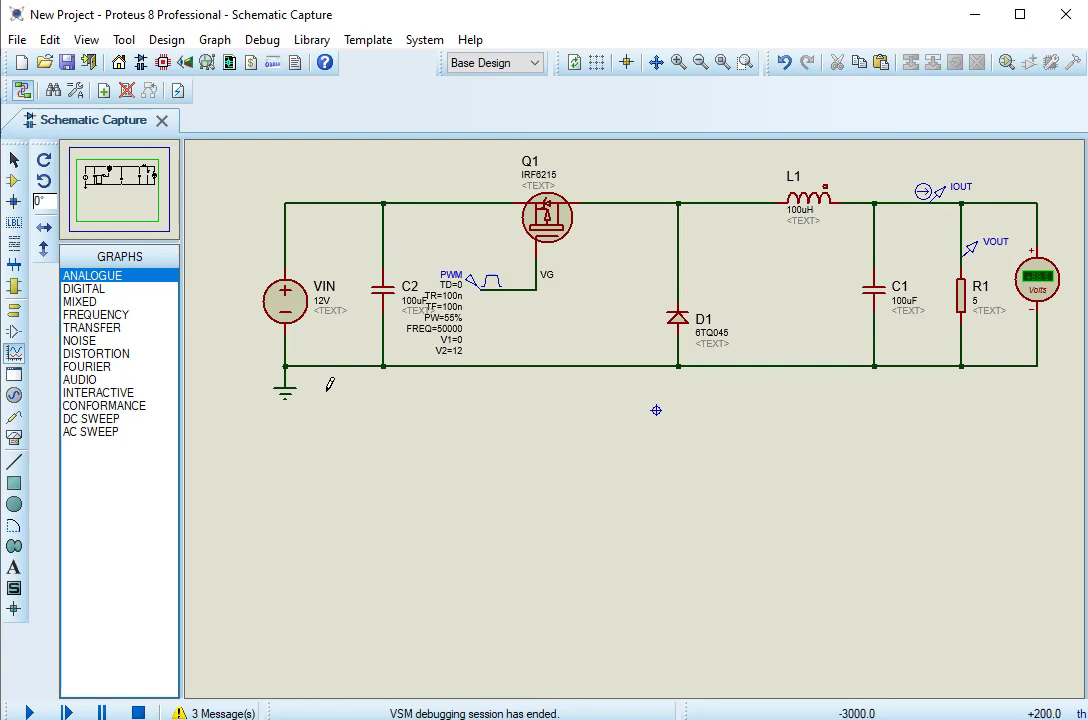 New Project - Proteus 8 Professional - Schematic Capture
File Edit View Tool Design Graph Debug Library Template System Help
Base Design
Schematic Capture
0°
LBL
A
S
GRAPHS
ANALOGUE
DIGITAL
MIXED
FREQUENCY
TRANSFER
NOISE
DISTORTION
FOURIER
AUDIO
INTERACTIVE
CONFORMANCE
DC SWEEP
AC SWEEP
Q1
IRF6215
<TEXT>
L1
100uH
<TEXT>
IOUT
VOUT
VIN
12V
<TEXT>
C2
100uF
<TEXT>
PWM
TD=0
TR=100n
TF=100n
PW=55%
FREQ=50000
V1=0
V2=12
VG
D1
6TQ045
<TEXT>
C1
100uF
<TEXT>
R1
5
<TEXT>
Volts
3 Message(s)
VSM debugging session has ended.
-3000.0
+200.0
th